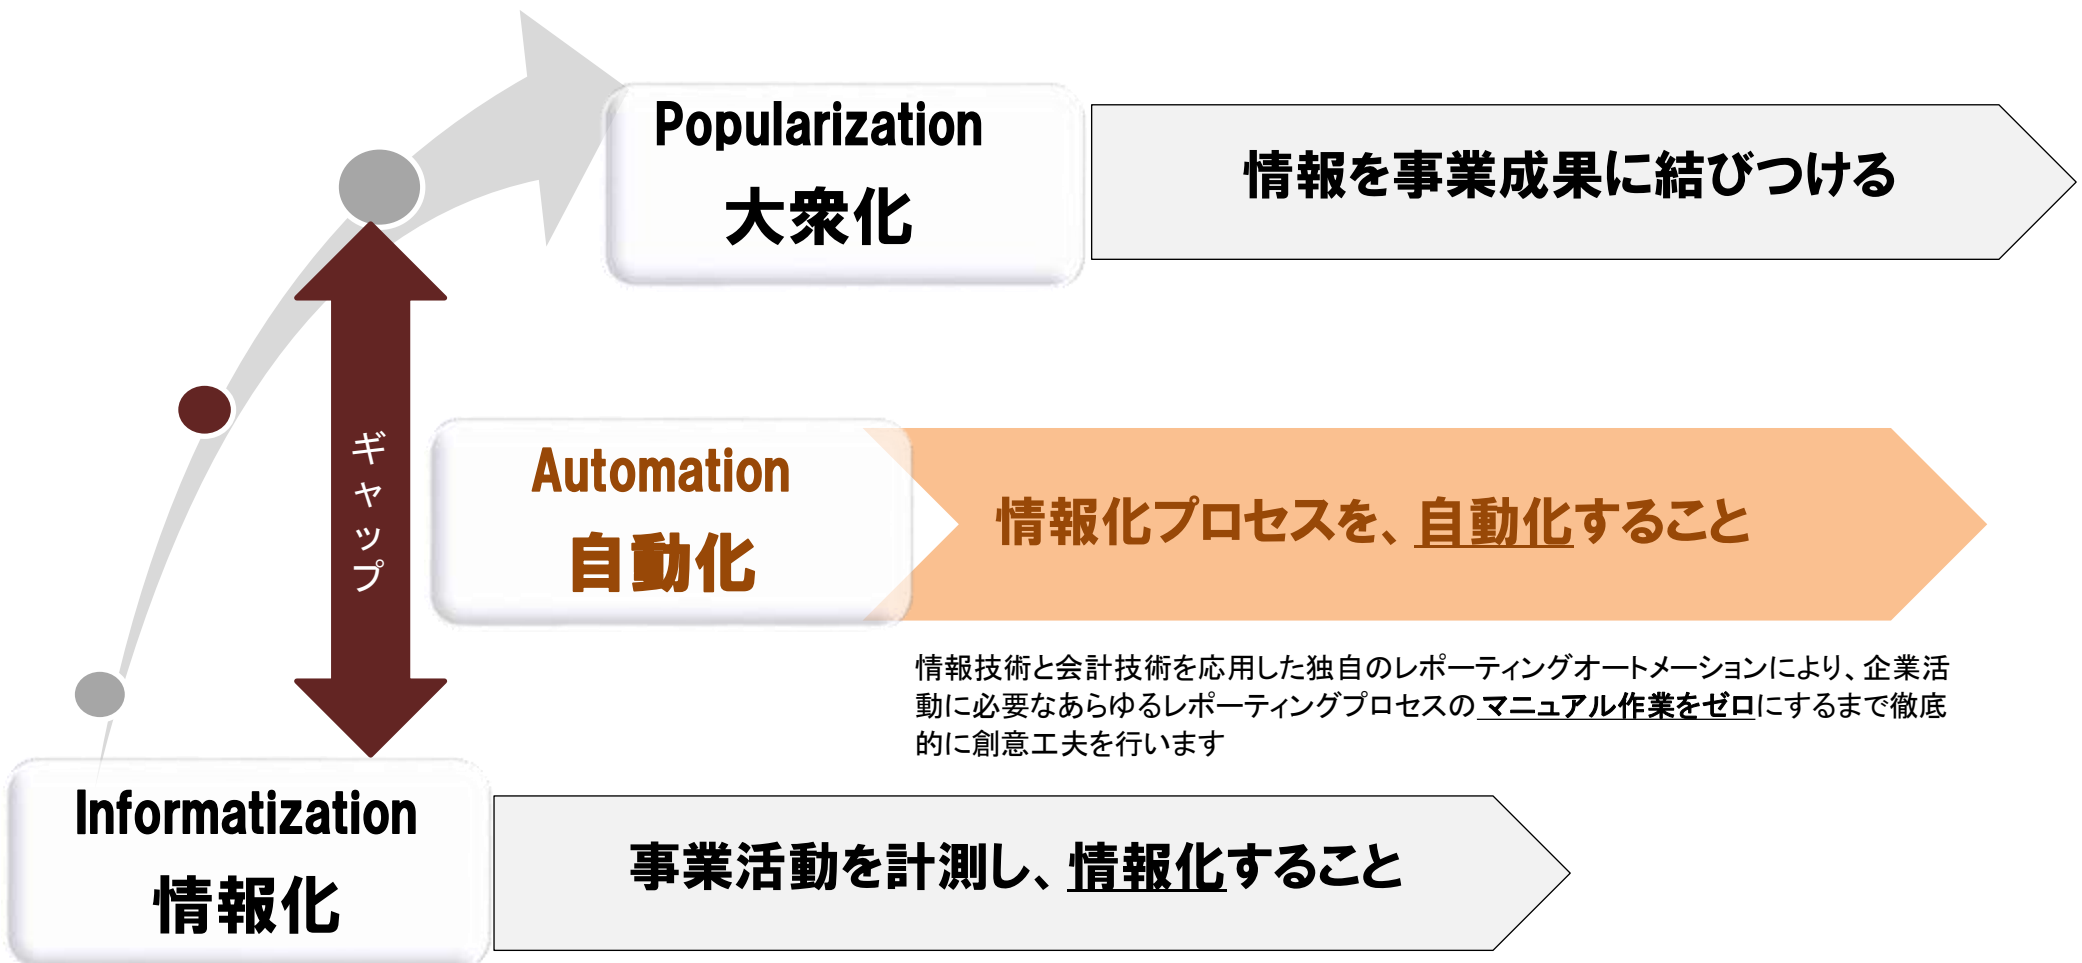 Popularization
大衆化
情報を事業成果に結びつける
ギャップ
Automation
自動化
情報化プロセスを、自動化すること
情報技術と会計技術を応用した独自のレポーティングオートメーションにより、企業活
動に必要なあらゆるレポーティングプロセスのマニュアル作業をゼロにするまで徹底
的に創意工夫を行います
Informatization
情報化
事業活動を計測し、情報化すること